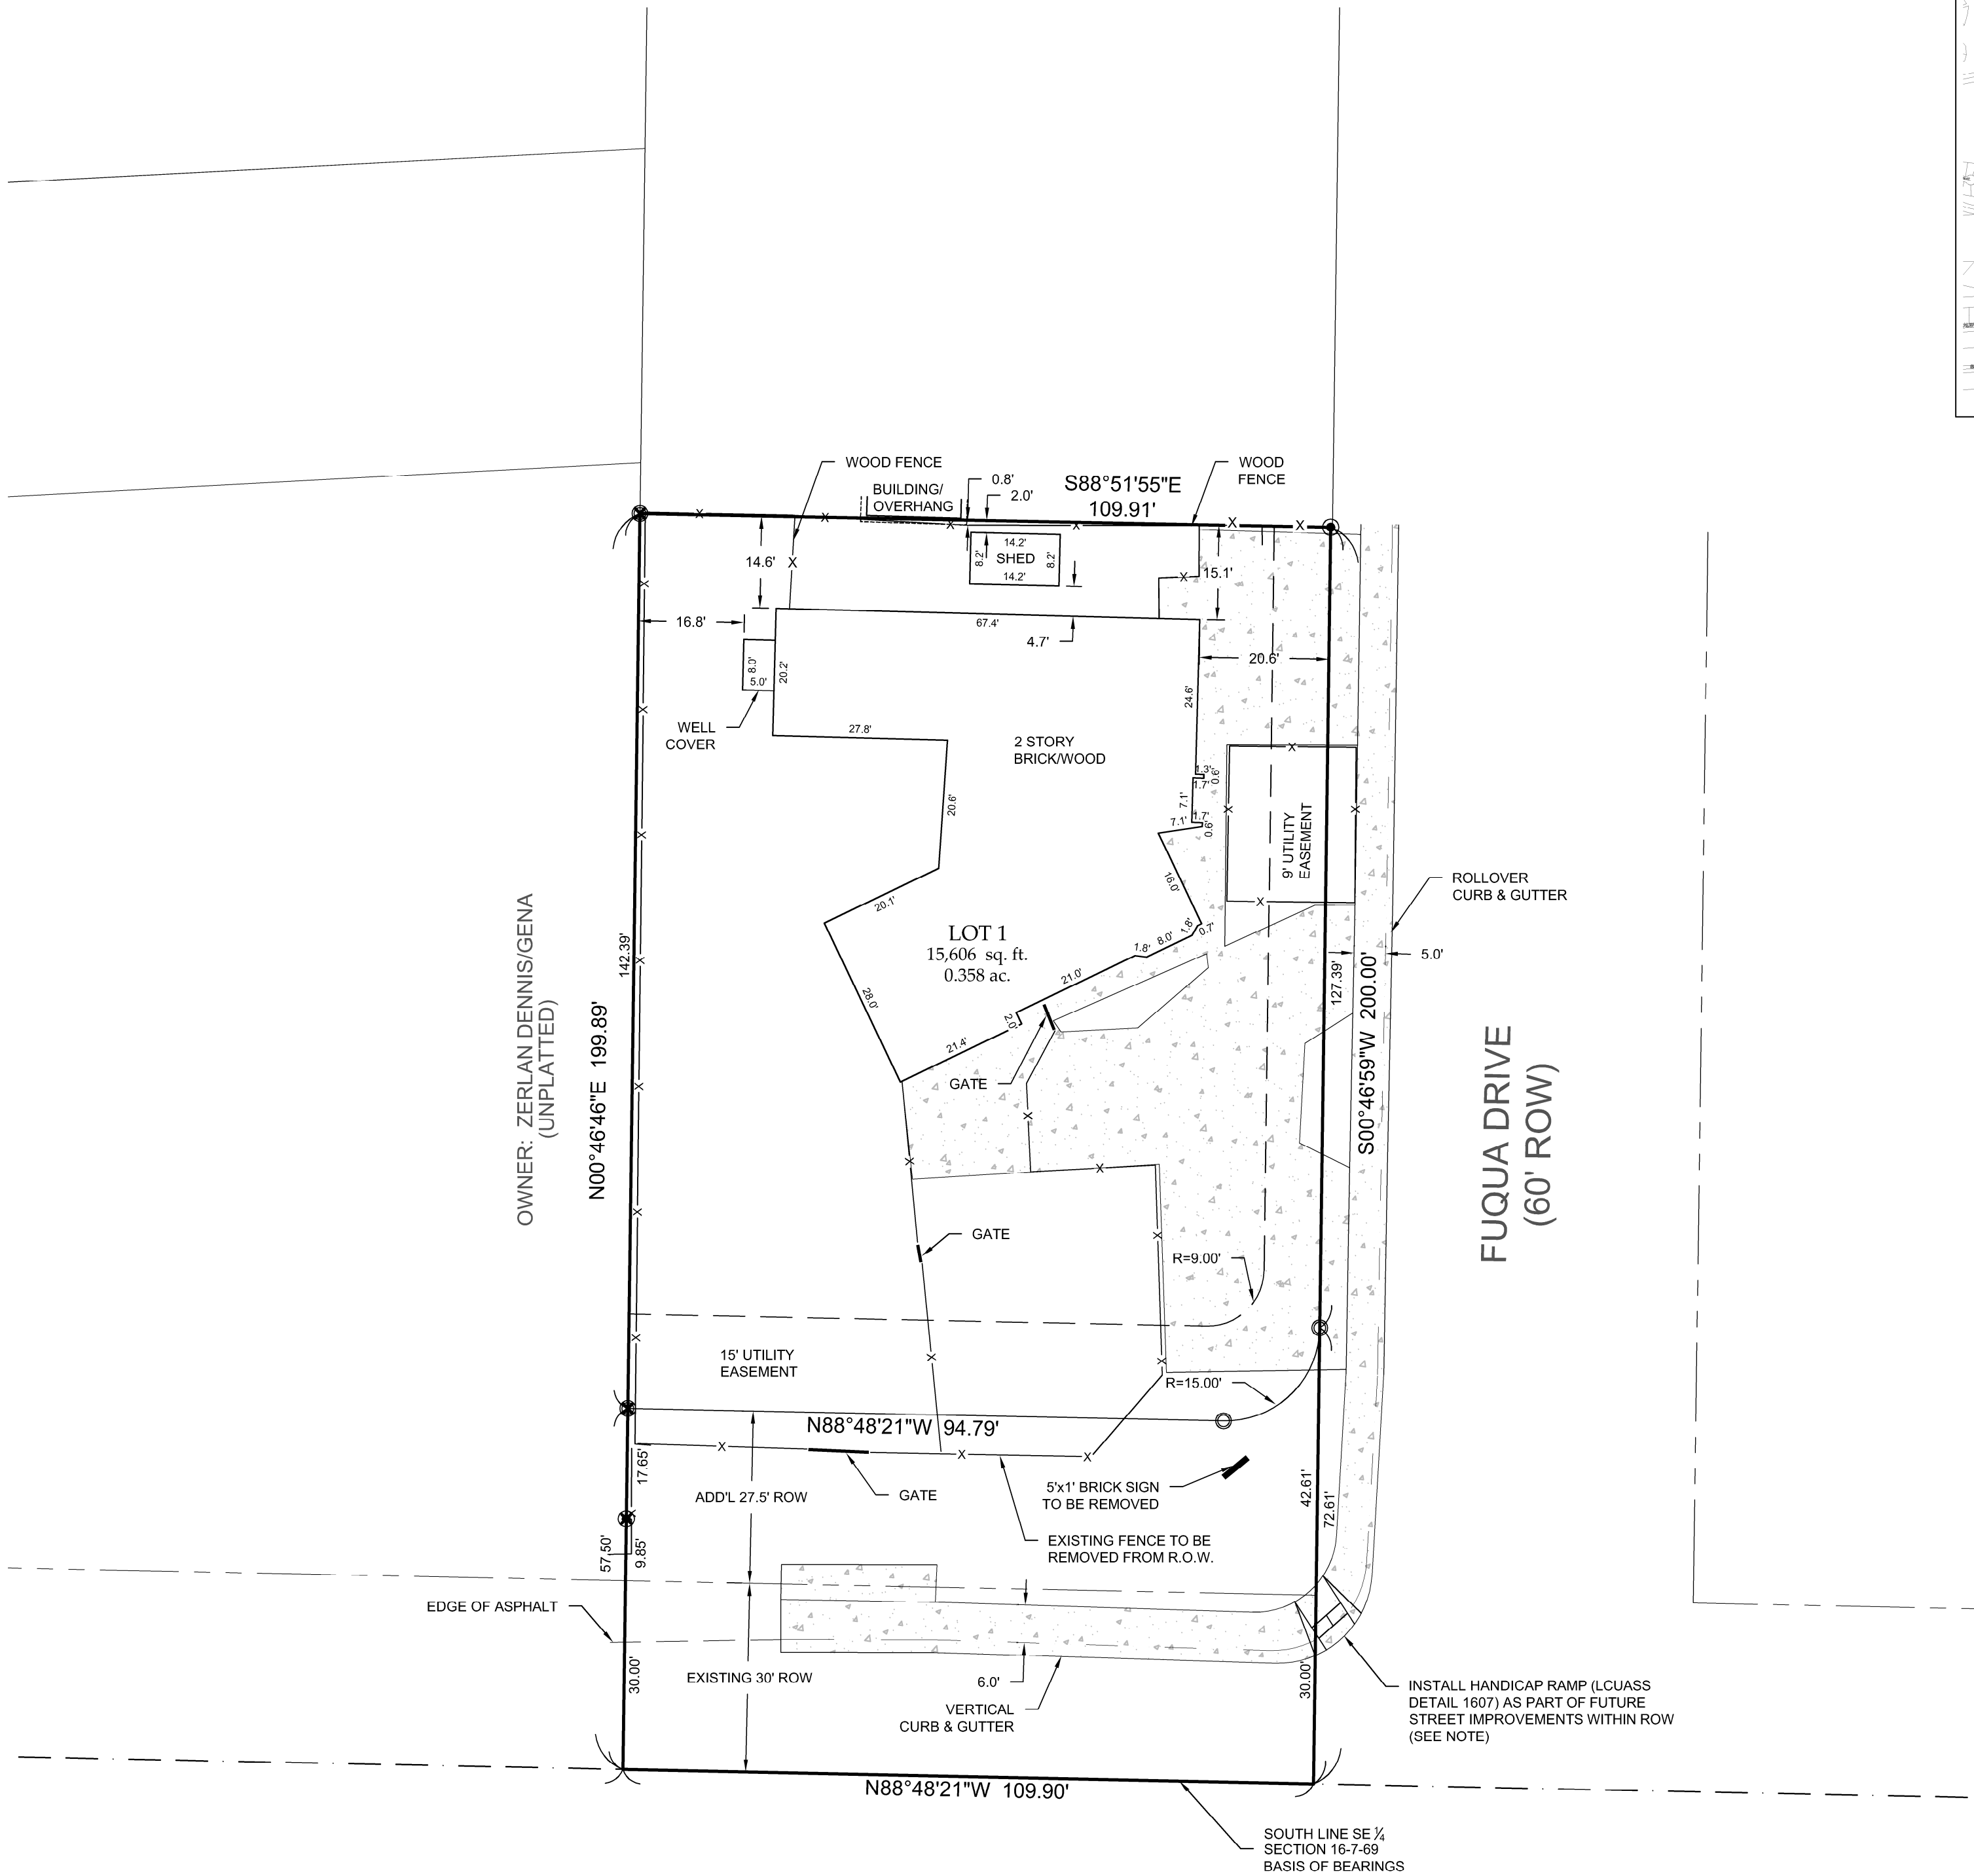 WOOD FENCE
BUILDING/
OVERHANG
0.8'
2.0'
S88°51'55"E
109.91'
WOOD
FENCE
14.6'
X
14.2'
SHED
8.2'
8.2'
14.2'
15.1'
16.8'
67.4'
4.7'
20.6'
8.0'
5.0'
20.2'
24.6'
WELL
COVER
27.8'
2 STORY
BRICK/WOOD
1.3'
0.6'
1.7'
7.1'
1.7'
0.6'
7.1'
20.6'
9' UTILITY
EASEMENT
16.0'
ROLLOVER
CURB & GUTTER
20.1'
LOT 1
15,606 sq. ft.
0.358 ac.
1.8'
8.0'
1.8'
0.7'
5.0'
142.39'
127.39'
S00°46'59"W 200.00'
28.0'
21.0'
2.0'
21.4'
GATE
OWNER: ZERLAN DENNIS/GENA
(UNPLATTED)
N00°46'46"E 199.89'
FUQUA DRIVE
(60' ROW)
GATE
R=9.00'
15' UTILITY
EASEMENT
R=15.00'
N88°48'21"W 94.79'
17.65'
ADD'L 27.5' ROW
GATE
5'x1' BRICK SIGN
TO BE REMOVED
42.61'
72.61'
EXISTING FENCE TO BE
REMOVED FROM R.O.W.
57.50'
9.85'
EDGE OF ASPHALT
30.00'
EXISTING 30' ROW
6.0'
VERTICAL
CURB & GUTTER
30.00'
INSTALL HANDICAP RAMP (LCUASS
DETAIL 1607) AS PART OF FUTURE
STREET IMPROVEMENTS WITHIN ROW
(SEE NOTE)
N88°48'21"W 109.90'
SOUTH LINE SE ¼
SECTION 16-7-69
BASIS OF BEARINGS